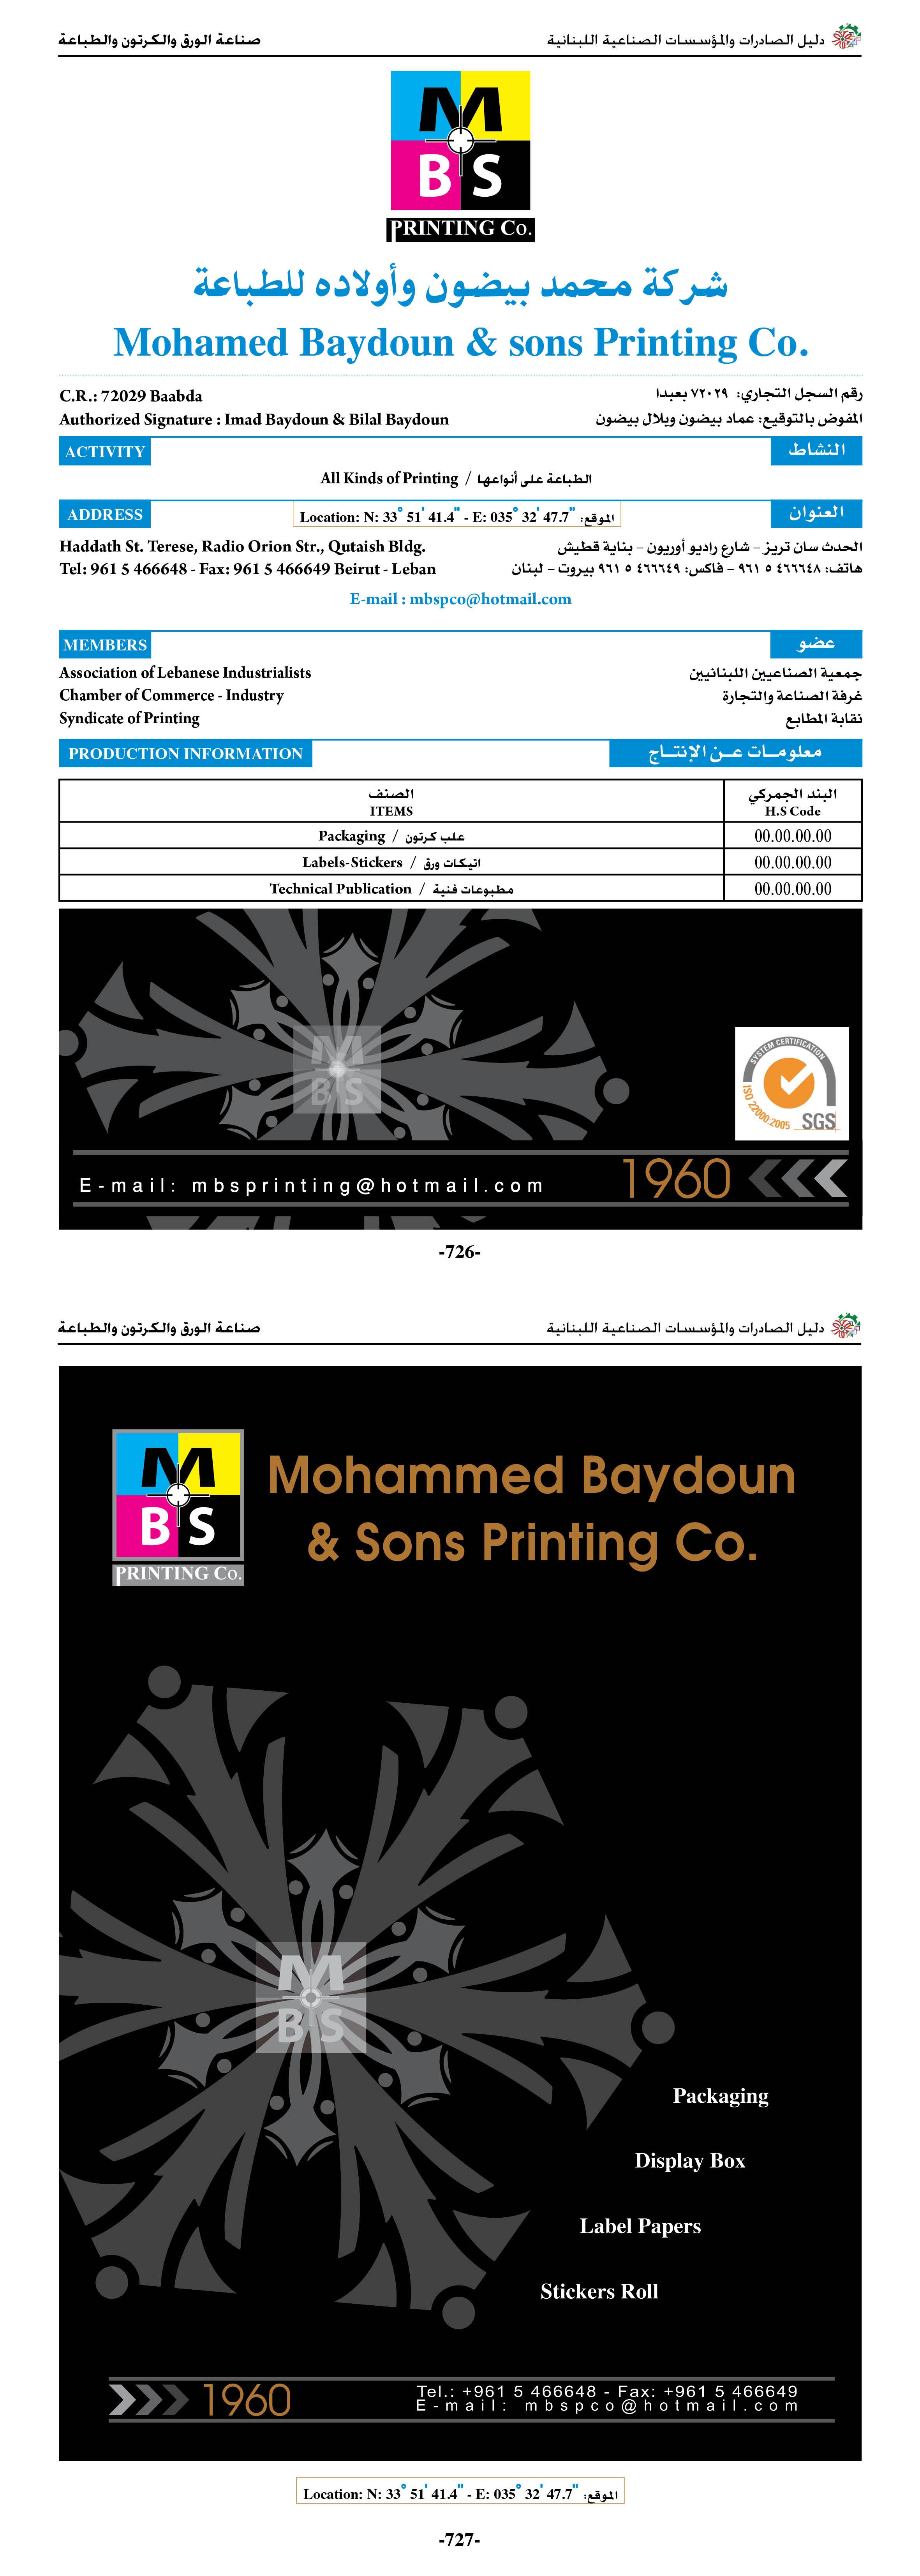 دليل الصادرات والمؤسسات الصناعية اللبنانية
صناعة الورق والكرتون والطباعة
M
B S
PRINTING Co.
شركة محمد بيضون وأولاده للطباعة
Mohamed Baydoun & sons Printing Co.
C.R.: 72029 Baabda
رقم السجل التجاري: ٧٢٠٢٩ بعبدا
Authorized Signature : Imad Baydoun & Bilal Baydoun
المفوض بالتوقيع: عماد بيضون وبلال بيضون
ACTIVITY
النشاط
All Kinds of Printing / الطباعة على أنواعها
ADDRESS
Location: N: 33° 51' 41.4" - E: 035° 32' 47.7" :الموقع
العنوان
Haddath St. Terese, Radio Orion Str., Qutaish Bldg.
الحدث سان تريز – شارع راديو أوريون – بناية قطيش
Tel: 961 5 466648 - Fax: 961 5 466649 Beirut - Leban
هاتف: ٤٦٦٦٤٨ ٥ ٩٦١ – فاكس: ٤٦٦٦٤٩ ٥ ٩٦١ بيروت – لبنان
E-mail : mbspco@hotmail.com
MEMBERS
عضو
Association of Lebanese Industrialists
جمعية الصناعيين اللبنانيين
Chamber of Commerce - Industry
غرفة الصناعة والتجارة
Syndicate of Printing
نقابة المطابع
PRODUCTION INFORMATION
معلومـات عـن الإنتـاج
الصنف
ITEMS
البند الجمركي
H.S Code
Packaging / علب كرتون
00.00.00.00
Labels-Stickers / اتيكات ورق
00.00.00.00
Technical Publication / مطبوعات فنية
00.00.00.00
M
B S
SYSTEM CERTIFICATION
ISO 22000:2005
SGS
E-mail: mbsprinting@hotmail.com
1960
-726-
دليل الصادرات والمؤسسات الصناعية اللبنانية
صناعة الورق والكرتون والطباعة
M
B S
PRINTING Co.
Mohammed Baydoun
& Sons Printing Co.
M
B S
Packaging
Display Box
Label Papers
Stickers Roll
1960
Tel.: +961 5 466648 - Fax: +961 5 466649
E-mail: mbspco@hotmail.com
Location: N: 33° 51' 41.4" - E: 035° 32' 47.7" :الموقع
-727-